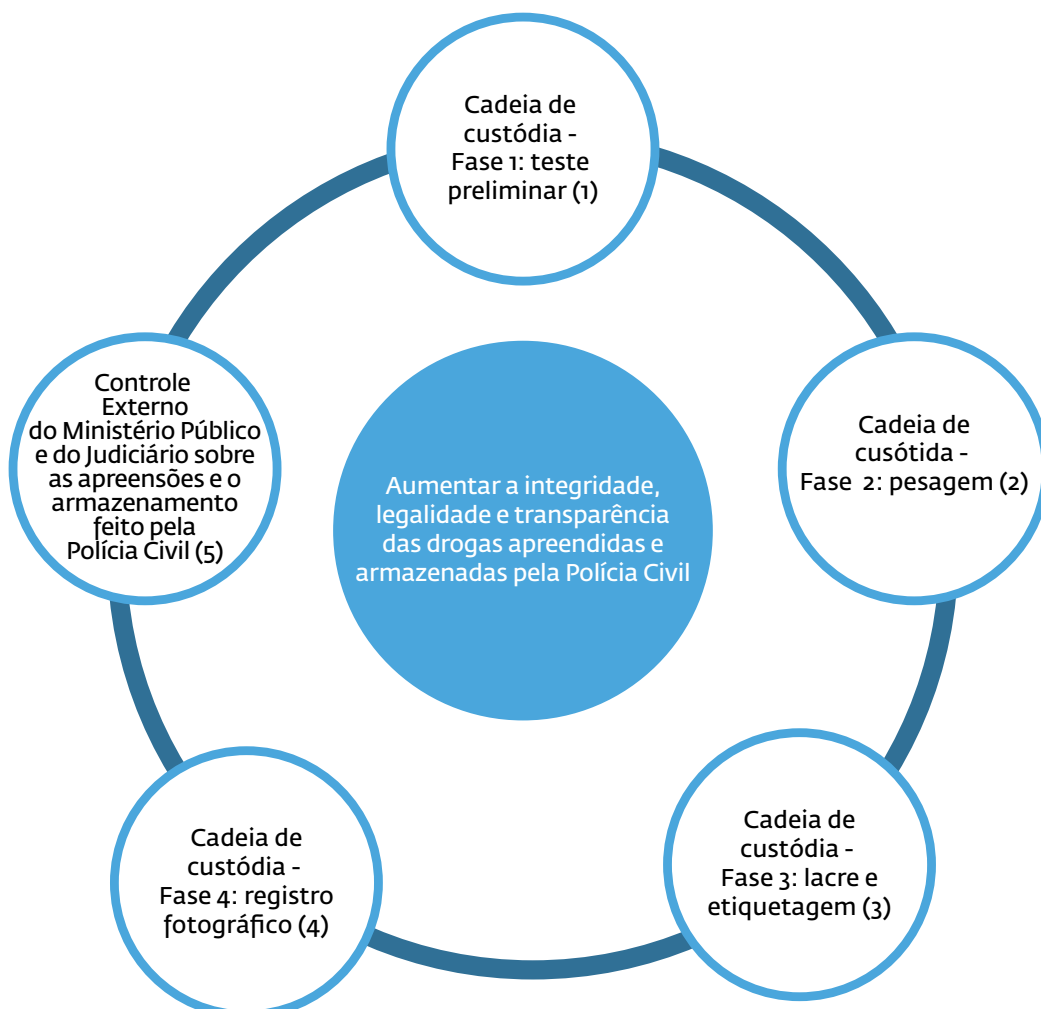 Cadeia de
custódia -
Fase 1: teste
preliminar (1)
Cadeia de
cusótida -
Fase 2: pesagem (2)
Cadeia de
custódia -
Fase 3: lacre e
etiquetagem (3)
Cadeia de
custódia -
Fase 4: registro
fotográfico (4)
Controle
Externo
do Ministério Público
e do Judiciário sobre
as apreensões e o
armazenamento
feito pela
Polícia Civil (5)
Aumentar a integridade,
legalidade e transparência
das drogas apreendidas e
armazenadas pela Polícia Civil